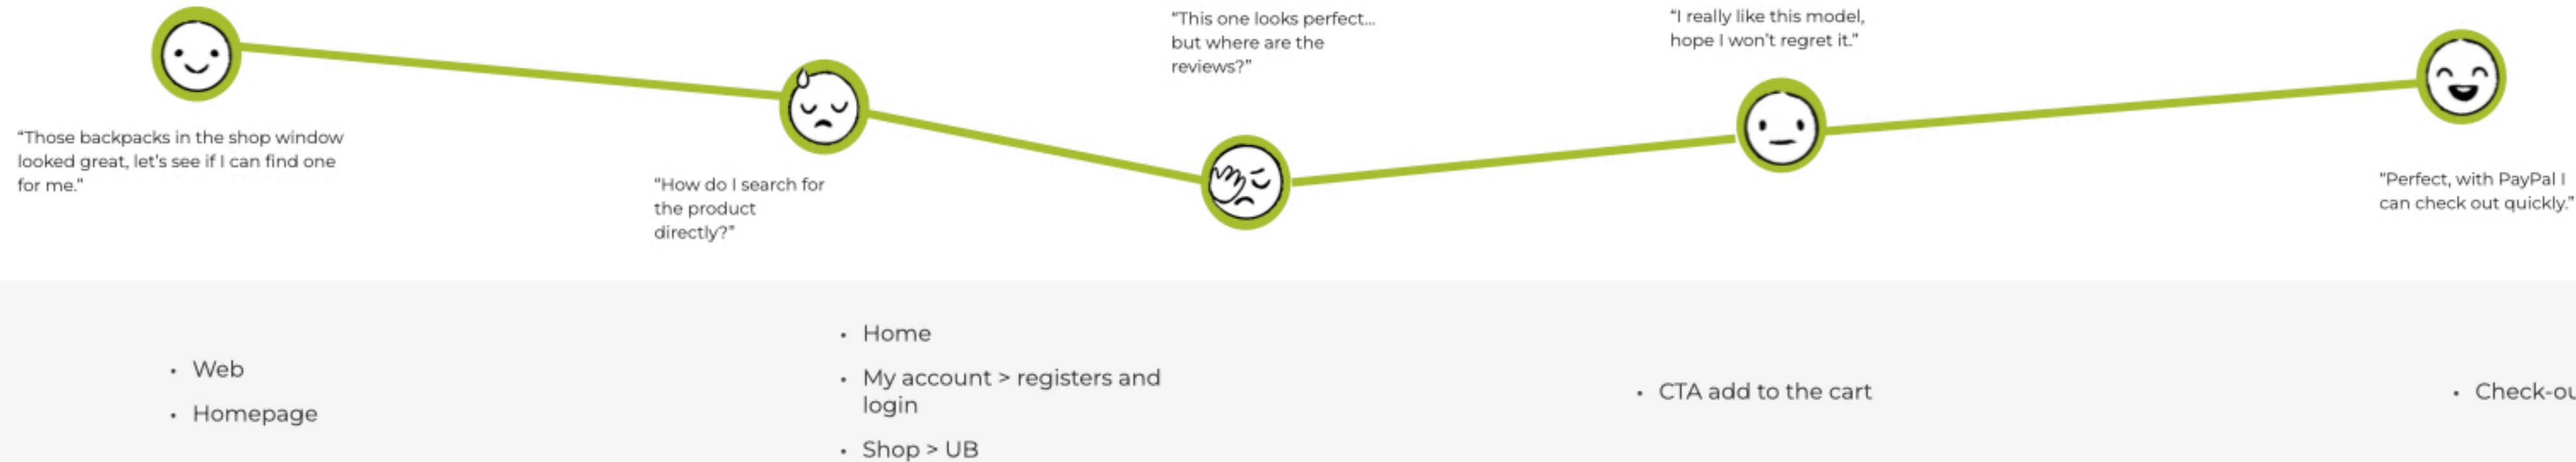 “Those backpacks in the shop window
looked great, let’s see if I can find one
for me.”
“How do I search for
the product
directly?”
“This one looks perfect...
but where are the
reviews?”
“I really like this model,
hope I won’t regret it.”
“Perfect, with PayPal I
can check out quickly.”
• Web
• Homepage
• Home
• My account > registers and
login
• Shop > UB
• CTA add to the cart
• Check-ou